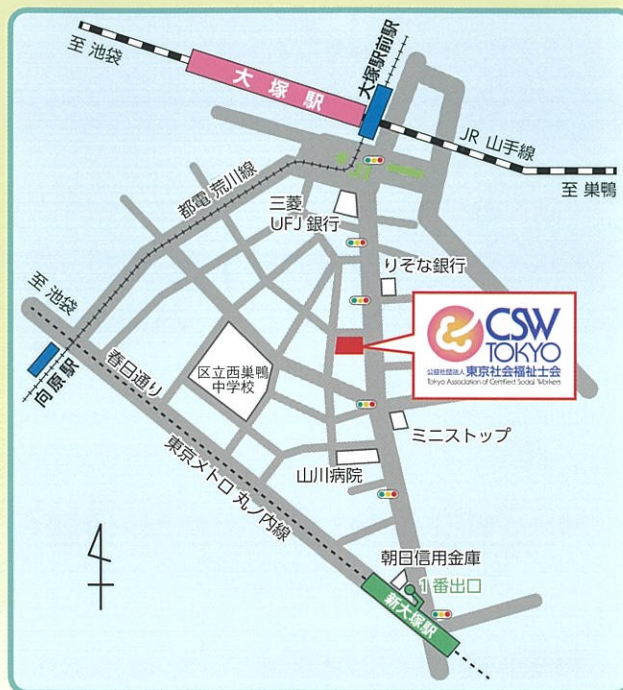 至 池袋
大塚駅
大塚駅前駅
JR 山手線
至 巣鴨
都電 荒川線
三菱
UFJ 銀行
りそな銀行
至 池袋
向原駅
春日通り
区立西巣鴨
中学校
CSW
TOKYO
公益社団法人 東京社会福祉士会
Tokyo Association of Certified Social Workers
ミニストップ
山川病院
東京メトロ 丸ノ内線
朝日信用金庫
1番出口
新大塚駅